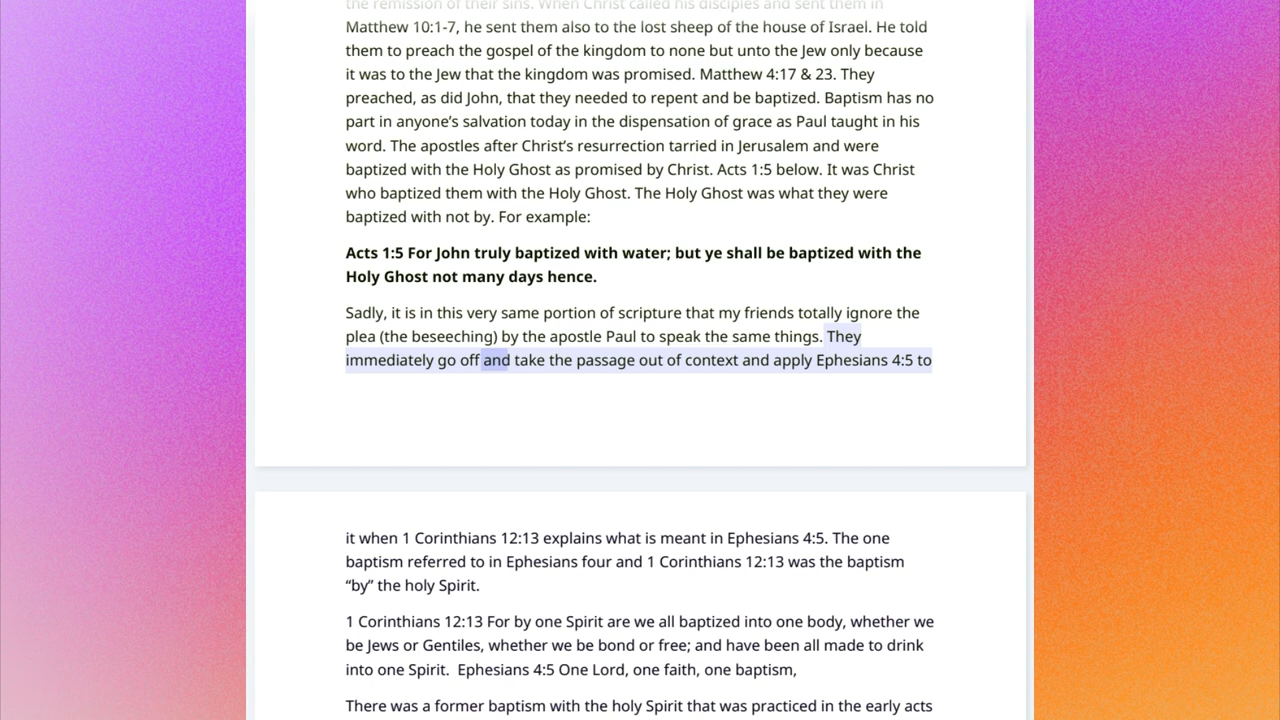 the remission of their sins. When Christ called his disciples and sent them in
Matthew 10:1-7, he sent them also to the lost sheep of the house of Israel. He told
them to preach the gospel of the kingdom to none but unto the Jew only because
it was to the Jew that the kingdom was promised. Matthew 4:17 & 23. They
preached, as did John, that they needed to repent and be baptized. Baptism has no
part in anyone’s salvation today in the dispensation of grace as Paul taught in his
word. The apostles after Christ’s resurrection tarried in Jerusalem and were
baptized with the Holy Ghost as promised by Christ. Acts 1:5 below. It was Christ
who baptized them with the Holy Ghost. The Holy Ghost was what they were
baptized with not by. For example:
Acts 1:5 For John truly baptized with water; but ye shall be baptized with the
Holy Ghost not many days hence.
Sadly, it is in this very same portion of scripture that my friends totally ignore the
plea (the beseeching) by the apostle Paul to speak the same things. They
immediately go off and take the passage out of context and apply Ephesians 4:5 to
it when 1 Corinthians 12:13 explains what is meant in Ephesians 4:5. The one
baptism referred to in Ephesians four and 1 Corinthians 12:13 was the baptism
“by” the holy Spirit.
1 Corinthians 12:13 For by one Spirit are we all baptized into one body, whether we
be Jews or Gentiles, whether we be bond or free; and have been all made to drink
into one Spirit.  Ephesians 4:5 One Lord, one faith, one baptism,
There was a former baptism with the holy Spirit that was practiced in the early acts